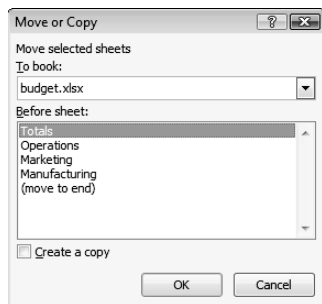 Move or Copy
Move selected sheets
To book:
budget.xlsx
Before sheet:
Totals
Operations
Marketing
Manufacturing
(move to end)
Create a copy
OK Cancel